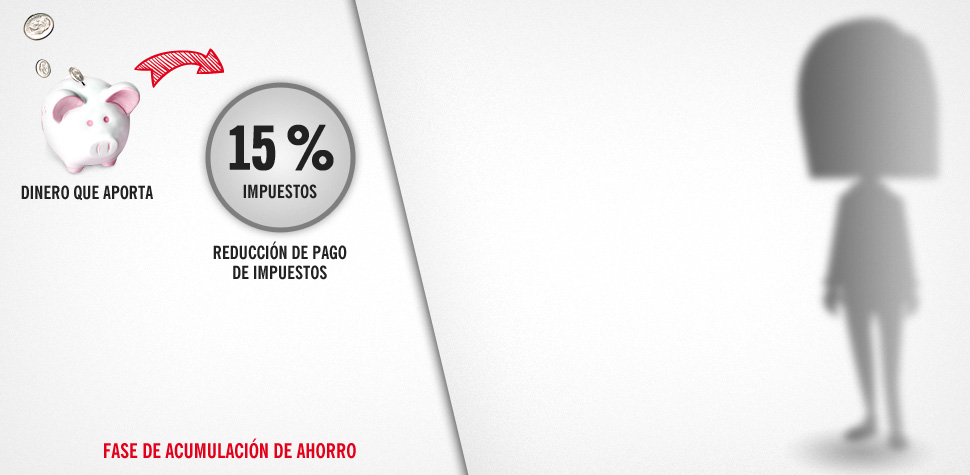 DINERO QUE APORTA
15 %
IMPUESTOS
REDUCCIÓN DE PAGO
DE IMPUESTOS
FASE DE ACUMULACIÓN DE AHORRO